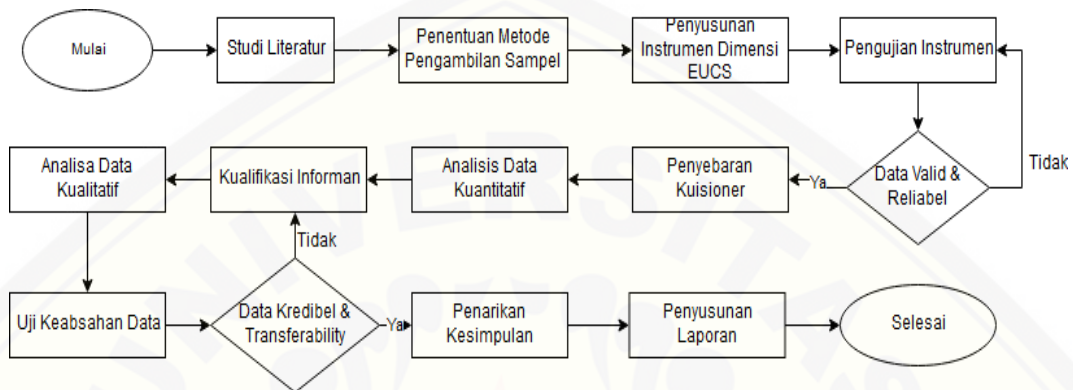 Mulai
Studi Literatur
Penentuan Metode
Pengambilan Sampel
Penyusunan
Instrumen Dimensi
EUCS
Pengujian Instrumen
Tidak
Data Valid &
Reliabel
Ya
Penyebaran
Kuisioner
Analisis Data
Kuantitatif
Kualifikasi Informan
Analisa Data
Kualitatif
Uji Keabsahan Data
Data Kredibel &
Transferability
Tidak
Ya
Penarikan
Kesimpulan
Penyusunan
Laporan
Selesai
UNIVERSITAS